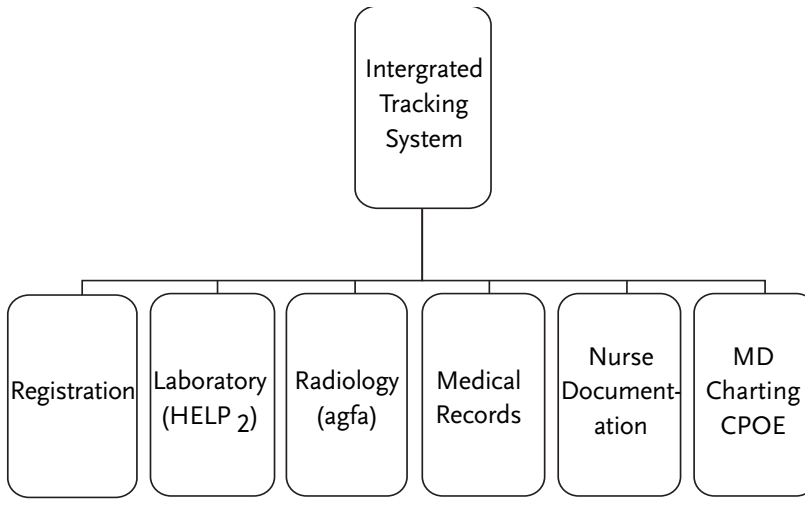 Intergrated
Tracking
System
Registration
Laboratory
(HELP 2)
Radiology
(agfa)
Medical
Records
Nurse
Document-
ation
MD
Charting
CPOE